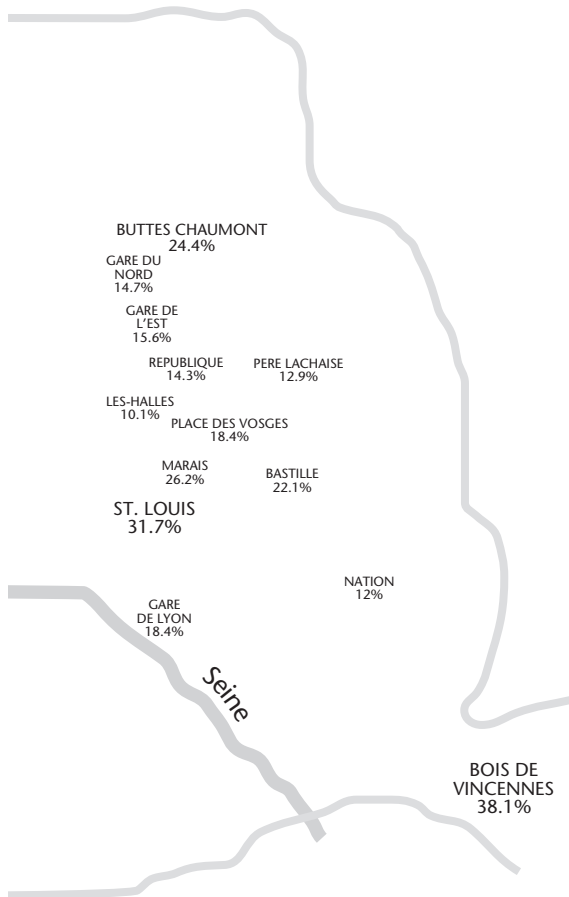 BUTTES CHAUMONT
24.4%
GARE DU
NORD
14.7%
GARE DE
L'EST
15.6%
REPUBLIQUE
14.3%
PERE LACHAISE
12.9%
LES-HALLES
10.1%
PLACE DES VOSGES
18.4%
MARAIS
26.2%
BASTILLE
22.1%
ST. LOUIS
31.7%
NATION
12%
GARE
DE LYON
18.4%
Seine
BOIS DE
VINCENNES
38.1%